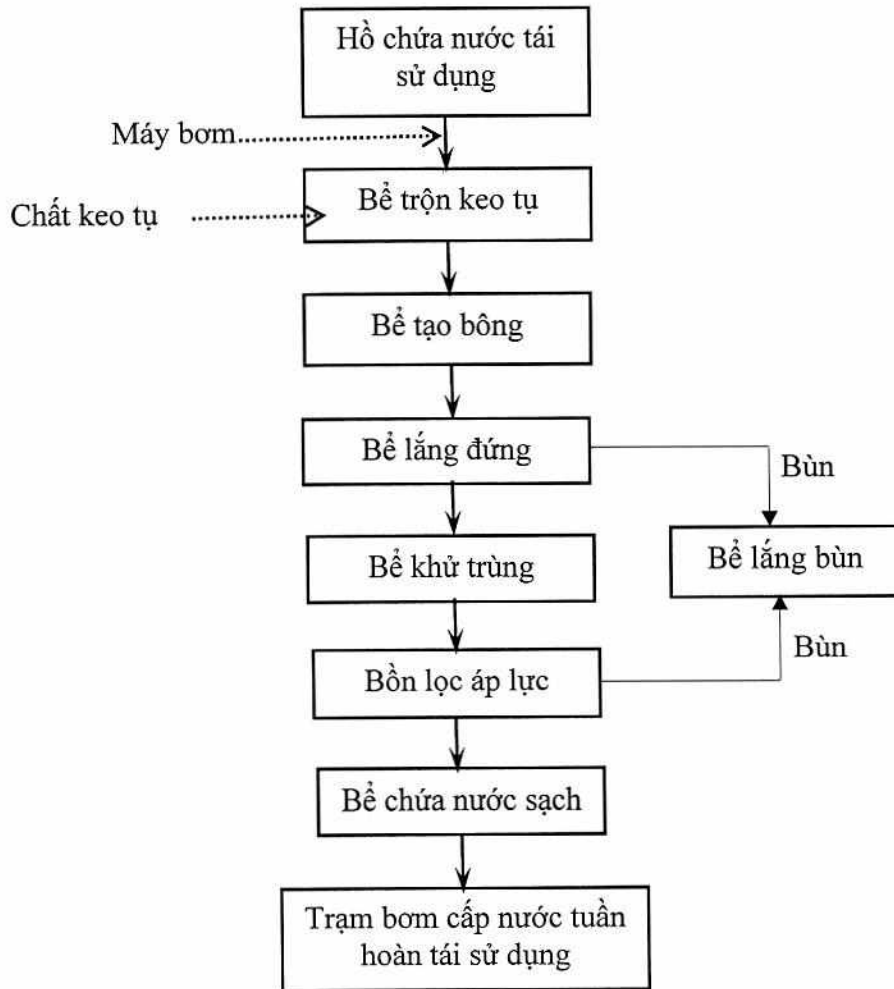 Hồ chứa nước tái
sử dụng
Máy bơm
Bể trộn keo tụ
Chất keo tụ
Bể tạo bông
Bể lắng đứng
Bùn
Bể khử trùng
Bể lắng bùn
Bồn lọc áp lực
Bùn
Bể chứa nước sạch
Trạm bơm cấp nước tuần
hoàn tái sử dụng